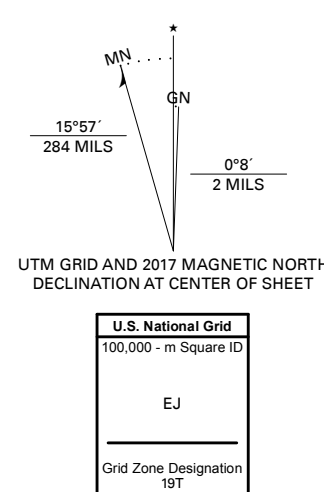 ★
MN
GN
15°57´
284 MILS
0°8´
2 MILS
UTM GRID AND 2017 MAGNETIC NORTH
DECLINATION AT CENTER OF SHEET
U.S. National Grid
100,000 - m Square ID
EJ
Grid Zone Designation
19T